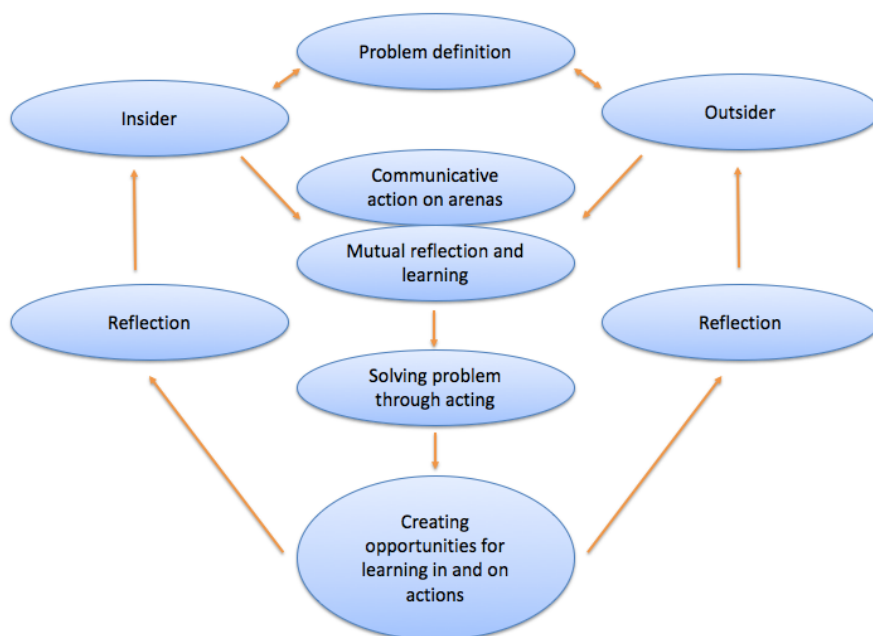 Problem definition
Insider
Outsider
Communicative
action on arenas
Mutual reflection and
learning
Reflection
Reflection
Solving problem
through acting
Creating
opportunities for
learning in and on
actions